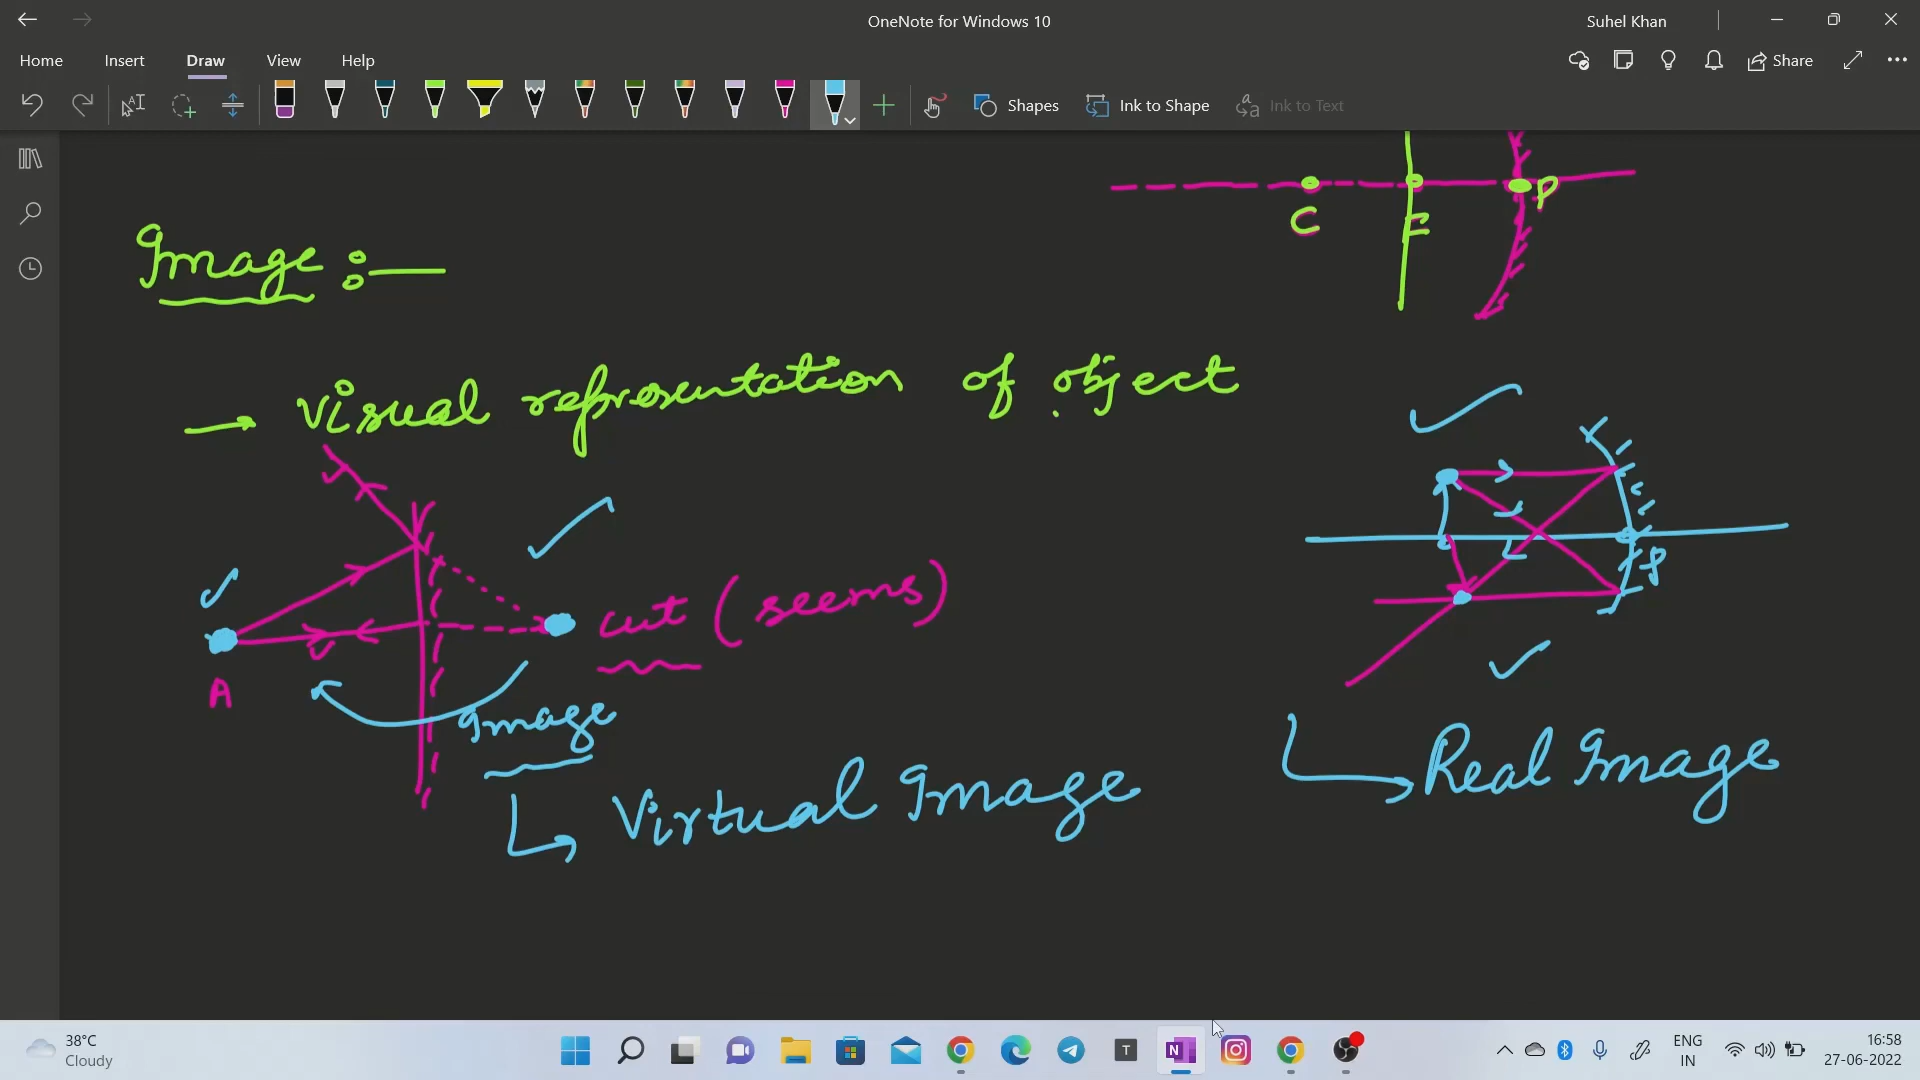 OneNote for Windows 10
Suhel Khan
Home Insert Draw View Help
Share
Shapes Ink to Shape Ink to Text
C F P
Image :—
→ Visual representation of object
cut (seems)
A
P
Image
Virtual Image
Real Image
38°C
Cloudy
T
N
ENG
IN
16:58
27-06-2022